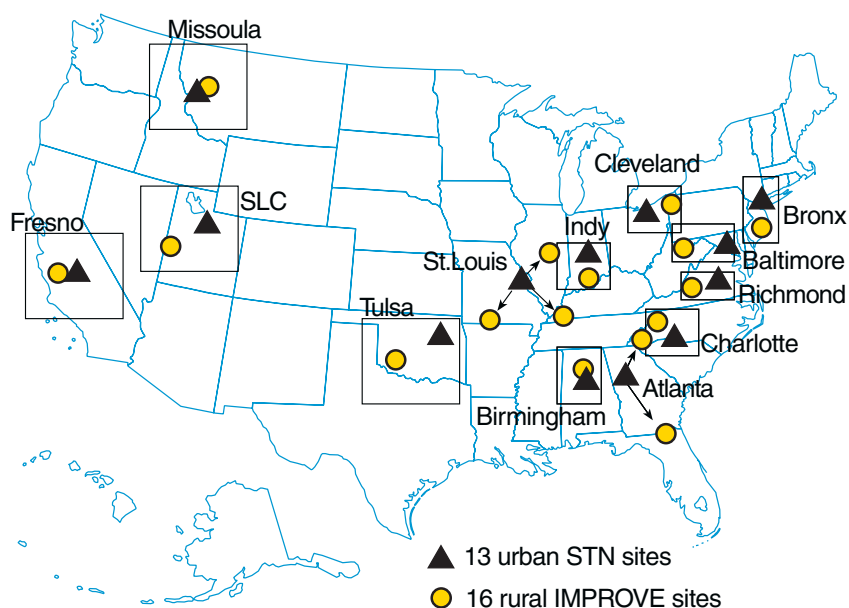 Missoula
Cleveland
SLC
Bronx
Fresno
Indy
St.Louis
Baltimore
Richmond
Tulsa
Charlotte
Atlanta
Birmingham
13 urban STN sites
16 rural IMPROVE sites